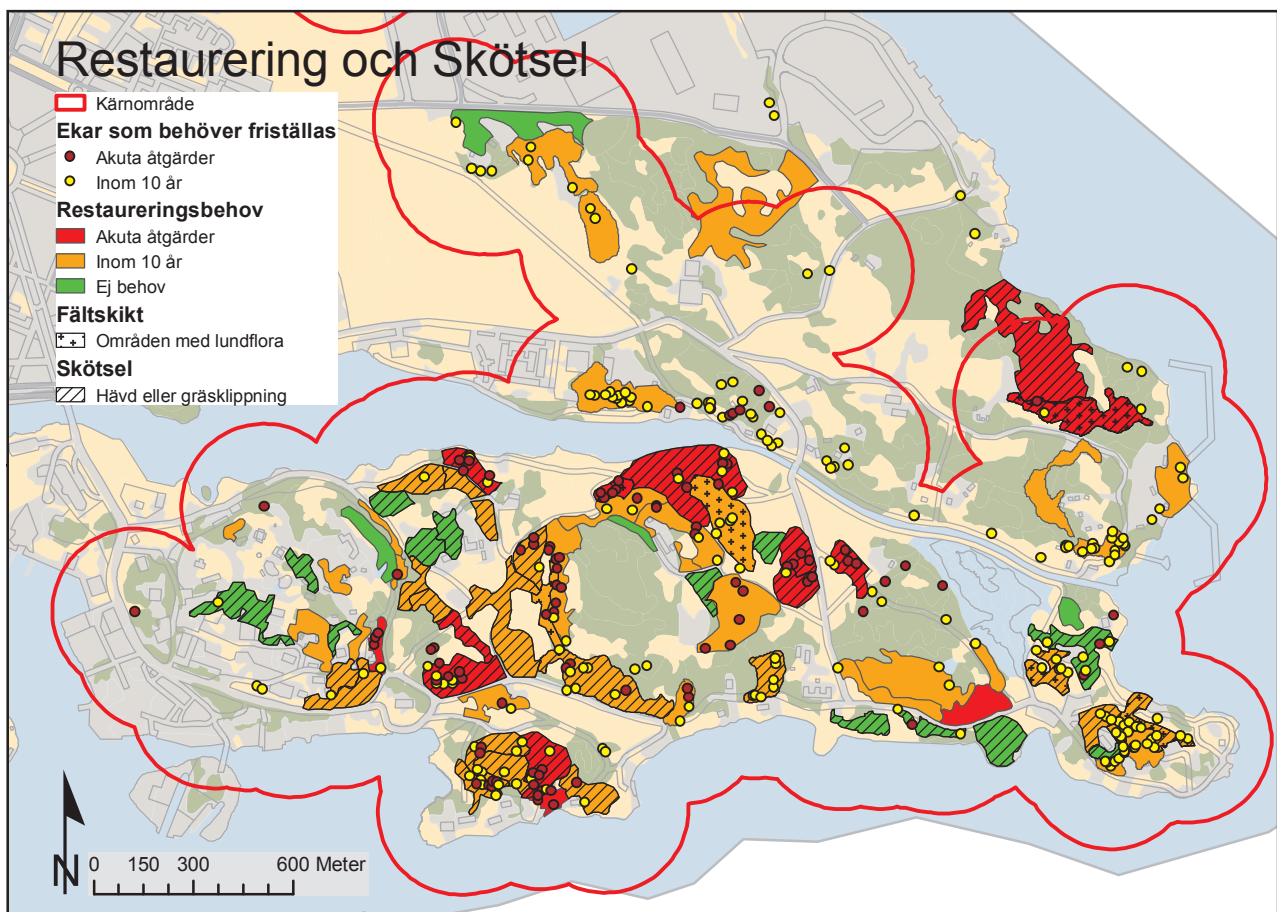 Restaurering och Skötsel
Kärnområde
Ekar som behöver friställas
Akuta åtgärder
Inom 10 år
Restaureringsbehov
Akuta åtgärder
Inom 10 år
Ej behov
Fältskikt
Områden med lundflora
Skötsel
Hävd eller gräsklippning
N
0 150 300 600 Meter